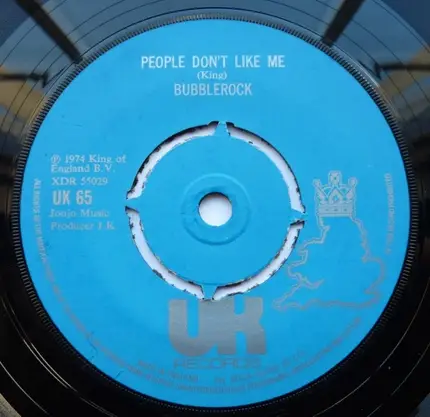 PEOPLE DON'T LIKE ME
(King)
BUBBLEROCK
℗ 1974 King of
England B.V.
XDR 55029
UK 65
Jonjo Music
Producer J.K.
UK
RECORDS